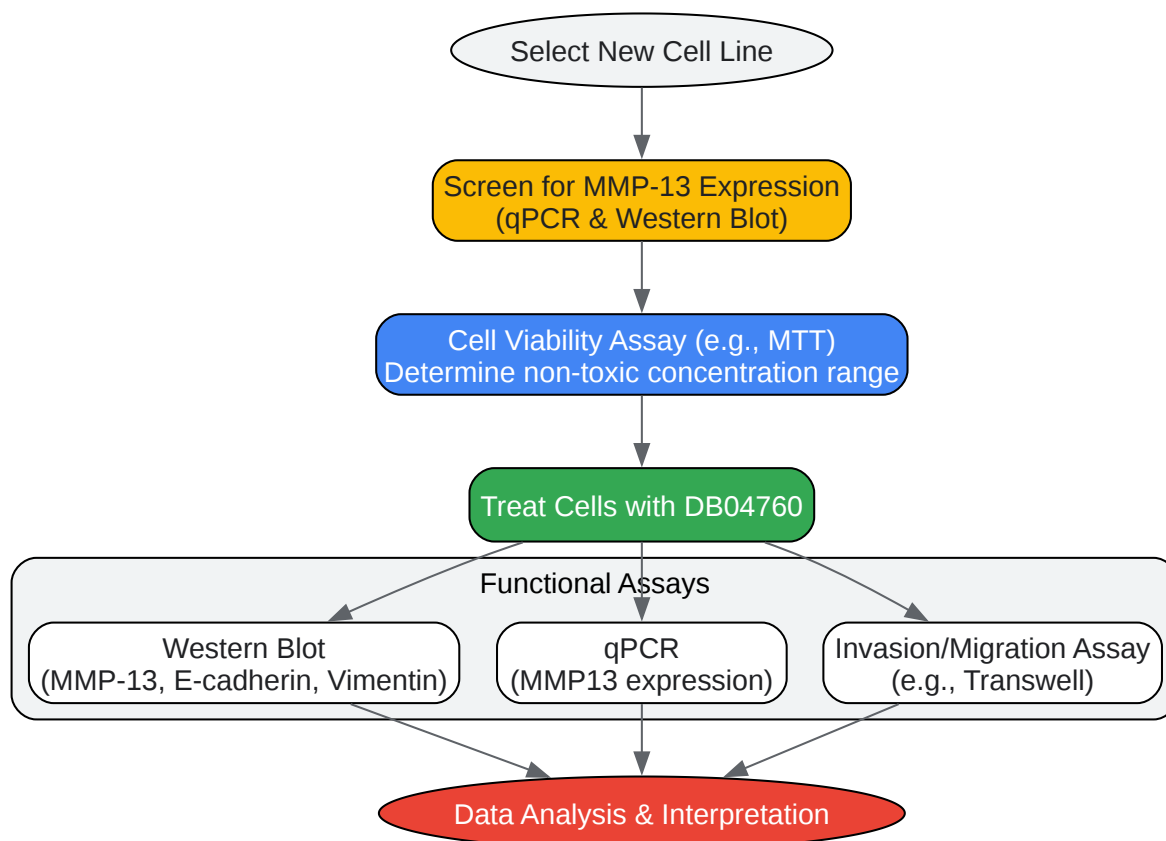 Select New Cell Line
Screen for MMP-13 Expression
(qPCR & Western Blot)
Cell Viability Assay (e.g., MTT)
Determine non-toxic concentration range
Treat Cells with DB04760
Functional Assays
Western Blot
(MMP-13, E-cadherin, Vimentin)
qPCR
(MMP13 expression)
Invasion/Migration Assay
(e.g., Transwell)
Data Analysis & Interpretation